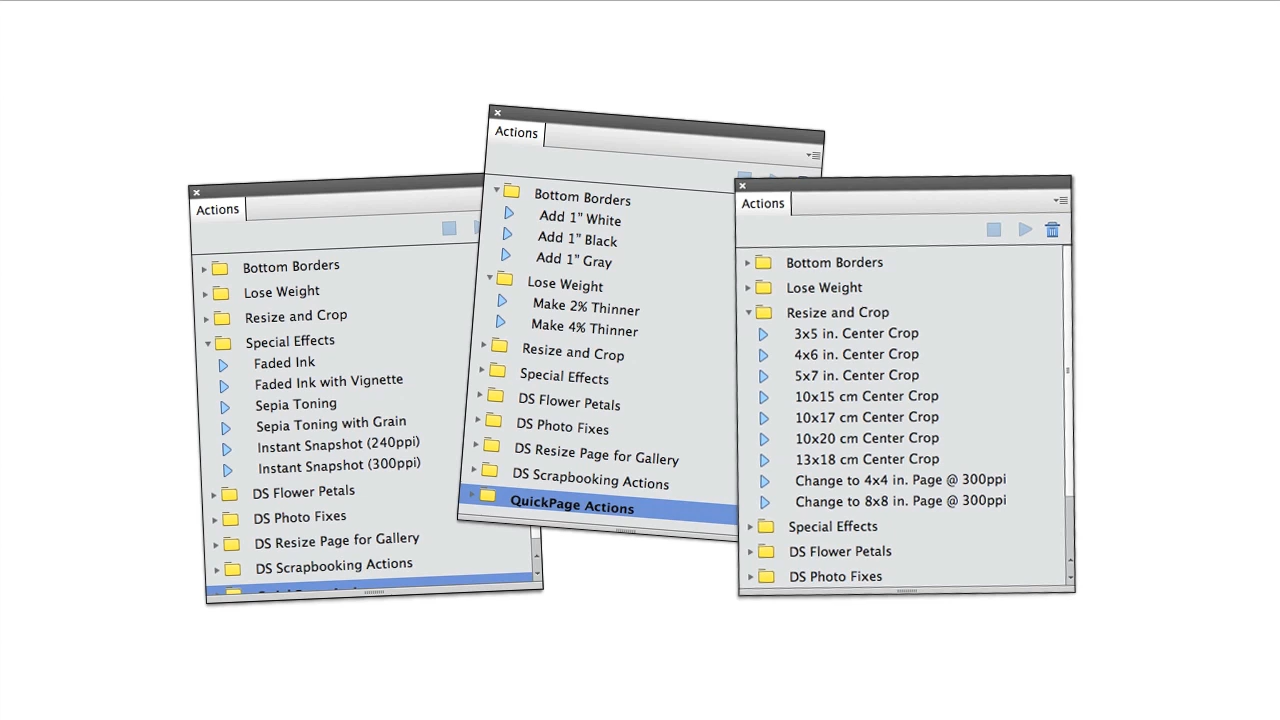 Actions
Bottom Borders
Lose Weight
Resize and Crop
Special Effects
Faded Ink
Faded Ink with Vignette
Sepia Toning
Sepia Toning with Grain
Instant Snapshot (240ppi)
Instant Snapshot (300ppi)
DS Flower Petals
DS Photo Fixes
DS Resize Page for Gallery
DS Scrapbooking Actions
Actions
Bottom Borders
Add 1" White
Add 1" Black
Add 1" Gray
Lose Weight
Make 2% Thinner
Make 4% Thinner
Resize and Crop
Special Effects
DS Flower Petals
DS Photo Fixes
DS Resize Page for Gallery
DS Scrapbooking Actions
QuickPage Actions
Actions
Bottom Borders
Lose Weight
Resize and Crop
3x5 in. Center Crop
4x6 in. Center Crop
5x7 in. Center Crop
10x15 cm Center Crop
10x17 cm Center Crop
10x20 cm Center Crop
13x18 cm Center Crop
Change to 4x4 in. Page @ 300ppi
Change to 8x8 in. Page @ 300ppi
Special Effects
DS Flower Petals
DS Photo Fixes